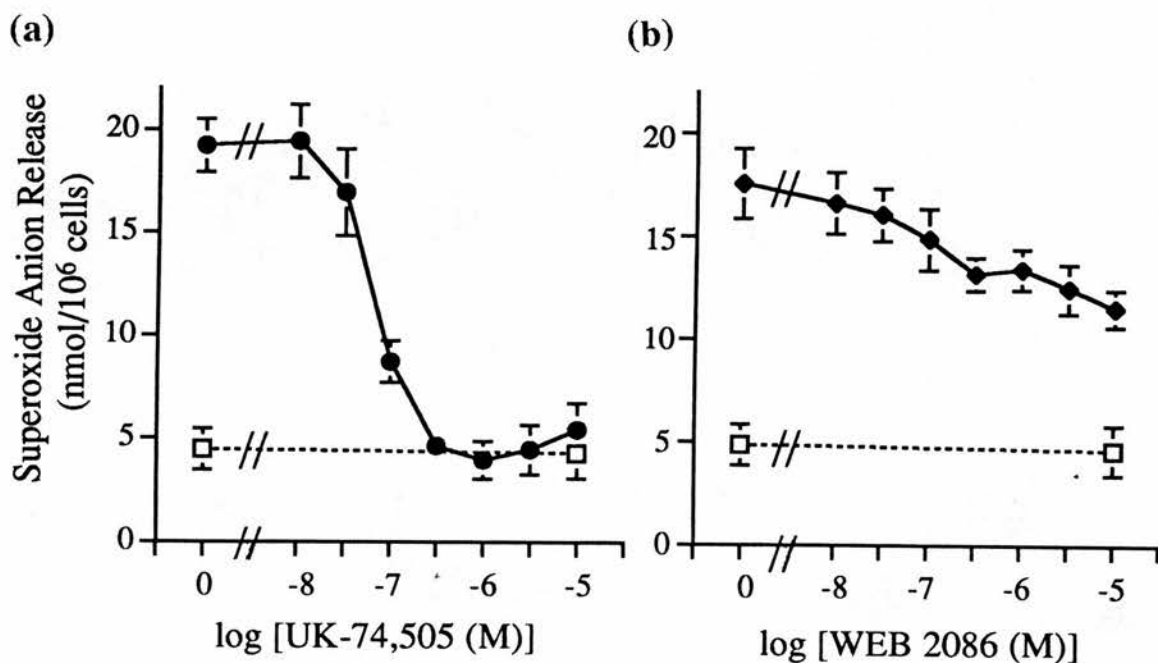 (a)
Superoxide Anion Release
(nmol/10⁶ cells)
20
15
10
5
0
0 -8 -7 -6 -5
log [UK-74,505 (M)]
(b)
20
15
10
5
0
0 -8 -7 -6 -5
log [WEB 2086 (M)]